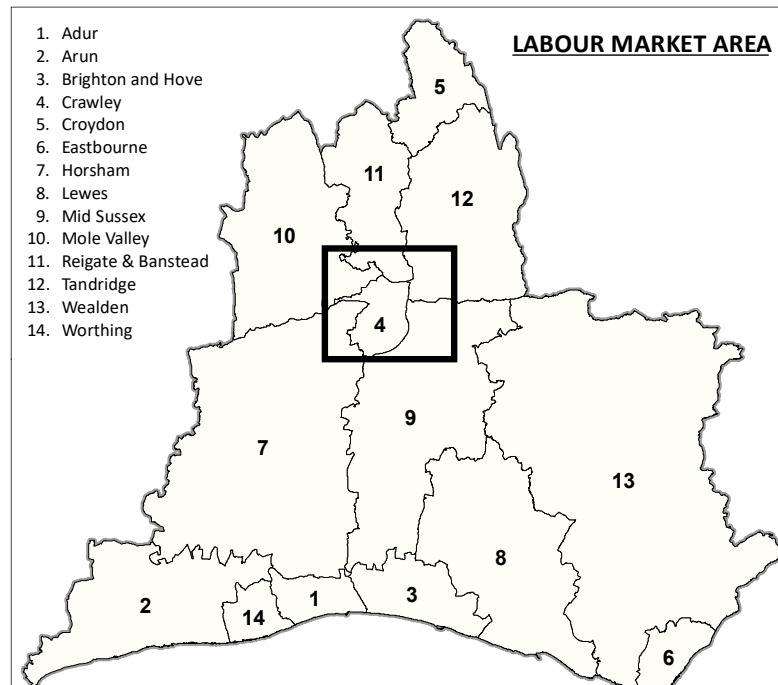 LABOUR MARKET AREA
1. Adur
2. Arun
3. Brighton and Hove
4. Crawley
5. Croydon
6. Eastbourne
7. Horsham
8. Lewes
9. Mid Sussex
10. Mole Valley
11. Reigate & Banstead
12. Tandridge
13. Wealden
14. Worthing
5
11
12
10
4
9
7
13
8
2
14
1
3
6